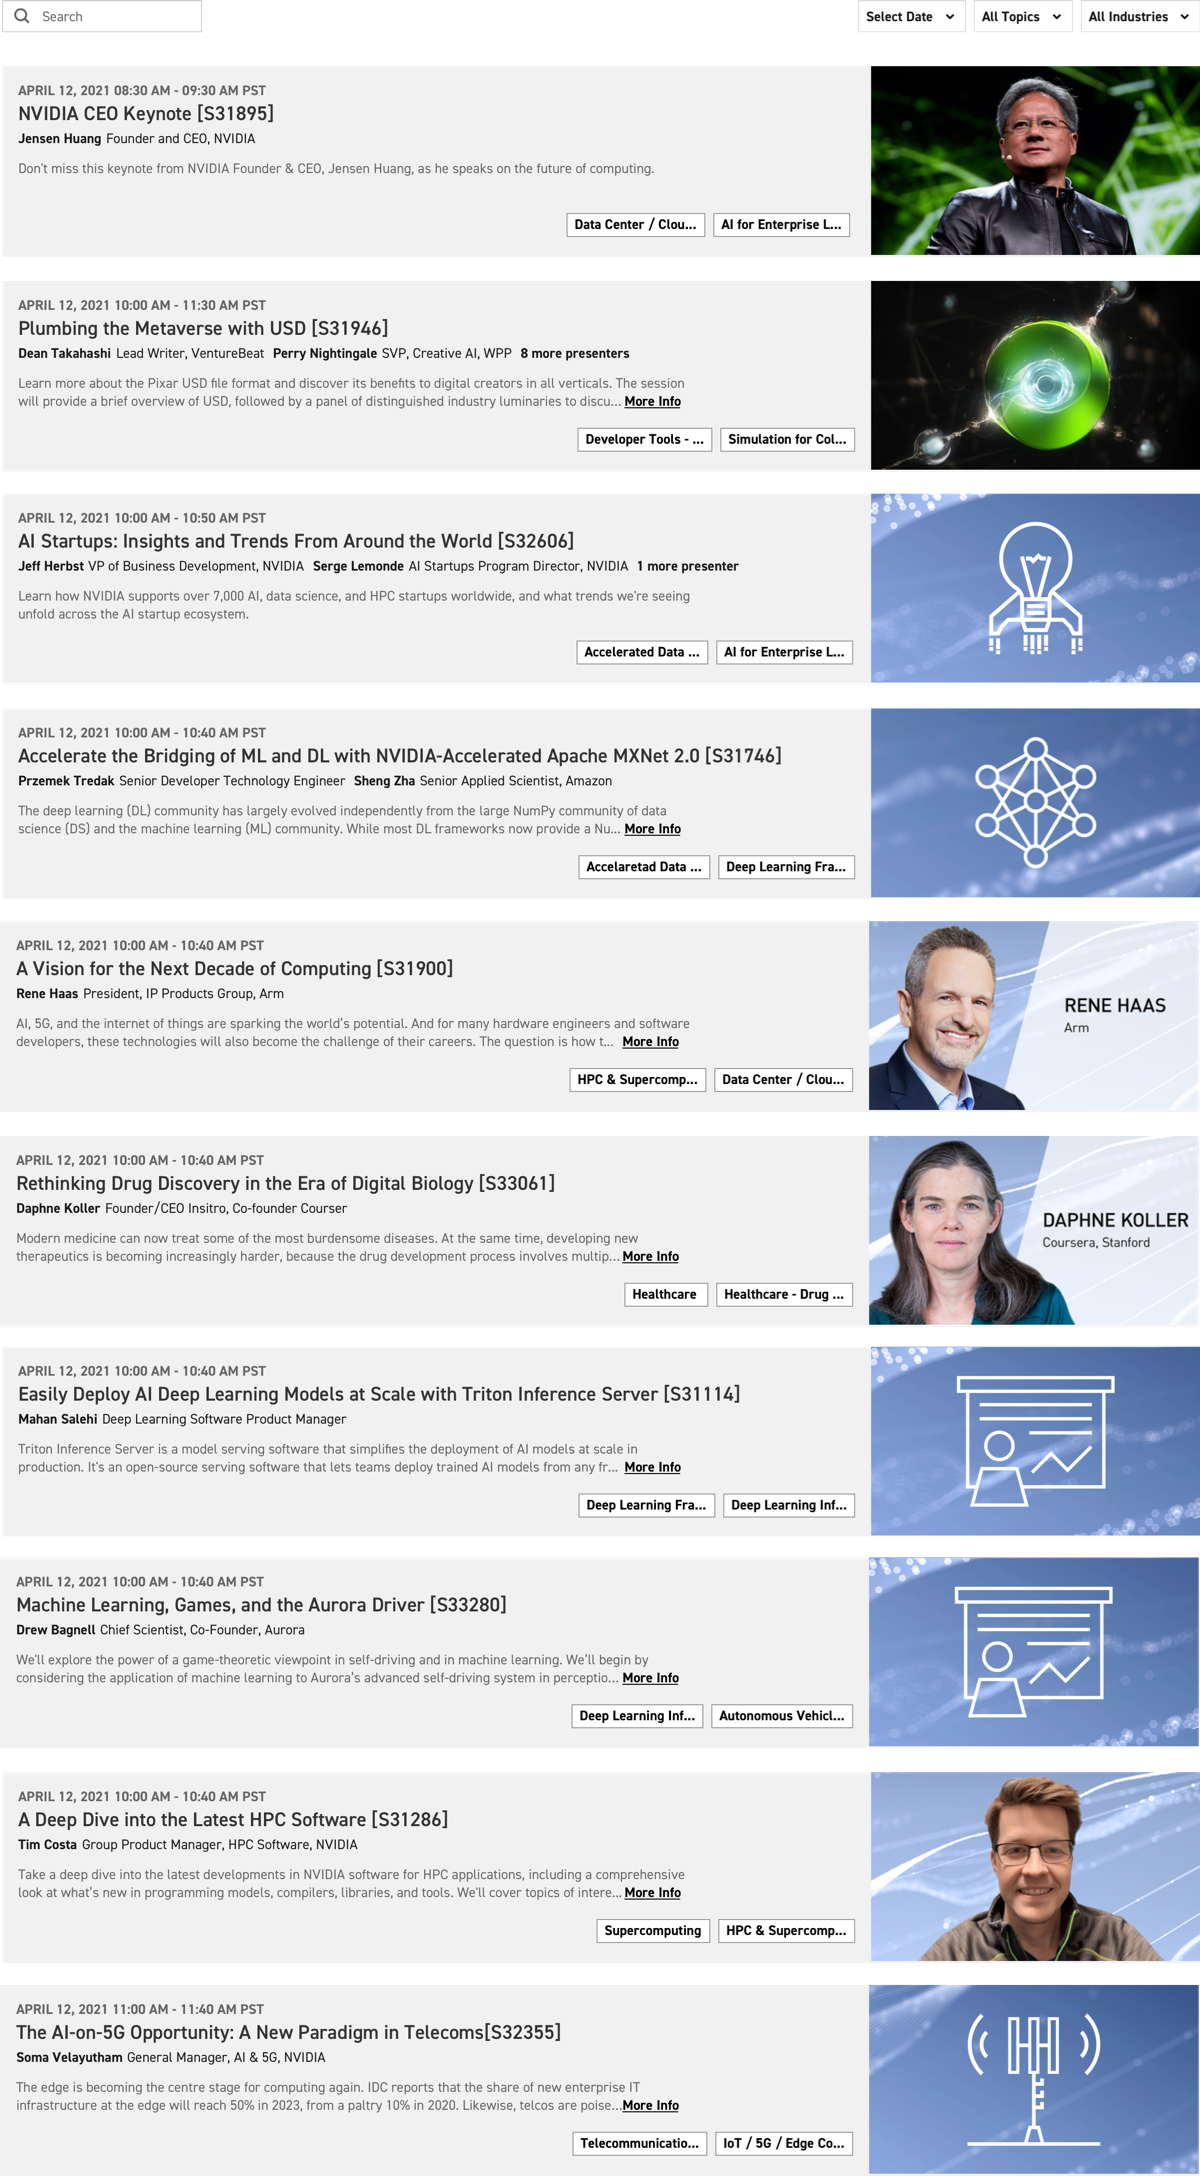 Search
Select Date
All Topics
All Industries
APRIL 12, 2021 08:30 AM - 09:30 AM PST
NVIDIA CEO Keynote [S31895]
Jensen Huang Founder and CEO, NVIDIA
Don't miss this keynote from NVIDIA Founder & CEO, Jensen Huang, as he speaks on the future of computing.
Data Center / Clou...
AI for Enterprise L...
APRIL 12, 2021 10:00 AM - 11:30 AM PST
Plumbing the Metaverse with USD [S31946]
Dean Takahashi Lead Writer, VentureBeat Perry Nightingale SVP, Creative AI, WPP 8 more presenters
Learn more about the Pixar USD file format and discover its benefits to digital creators in all verticals. The session
will provide a brief overview of USD, followed by a panel of distinguished industry luminaries to discu... More Info
Developer Tools - ...
Simulation for Col...
APRIL 12, 2021 10:00 AM - 10:50 AM PST
AI Startups: Insights and Trends From Around the World [S32606]
Jeff Herbst VP of Business Development, NVIDIA Serge Lemonde AI Startups Program Director, NVIDIA 1 more presenter
Learn how NVIDIA supports over 7,000 AI, data science, and HPC startups worldwide, and what trends we're seeing
unfold across the AI startup ecosystem.
Accelerated Data ...
AI for Enterprise L...
APRIL 12, 2021 10:00 AM - 10:40 AM PST
Accelerate the Bridging of ML and DL with NVIDIA-Accelerated Apache MXNet 2.0 [S31746]
Przemek Tredak Senior Developer Technology Engineer Sheng Zha Senior Applied Scientist, Amazon
The deep learning (DL) community has largely evolved independently from the large NumPy community of data
science (DS) and the machine learning (ML) community. While most DL frameworks now provide a Nu... More Info
Accelaretad Data ...
Deep Learning Fra...
APRIL 12, 2021 10:00 AM - 10:40 AM PST
A Vision for the Next Decade of Computing [S31900]
Rene Haas President, IP Products Group, Arm
AI, 5G, and the internet of things are sparking the world's potential. And for many hardware engineers and software
developers, these technologies will also become the challenge of their careers. The question is how t... More Info
HPC & Supercomp...
Data Center / Clou...
RENE HAAS
Arm
APRIL 12, 2021 10:00 AM - 10:40 AM PST
Rethinking Drug Discovery in the Era of Digital Biology [S33061]
Daphne Koller Founder/CEO Insitro, Co-founder Courser
Modern medicine can now treat some of the most burdensome diseases. At the same time, developing new
therapeutics is becoming increasingly harder, because the drug development process involves multip... More Info
Healthcare
Healthcare - Drug ...
DAPHNE KOLLER
Coursera, Stanford
APRIL 12, 2021 10:00 AM - 10:40 AM PST
Easily Deploy AI Deep Learning Models at Scale with Triton Inference Server [S31114]
Mahan Salehi Deep Learning Software Product Manager
Triton Inference Server is a model serving software that simplifies the deployment of AI models at scale in
production. It's an open-source serving software that lets teams deploy trained AI models from any fr... More Info
Deep Learning Fra...
Deep Learning Inf...
APRIL 12, 2021 10:00 AM - 10:40 AM PST
Machine Learning, Games, and the Aurora Driver [S33280]
Drew Bagnell Chief Scientist, Co-Founder, Aurora
We'll explore the power of a game-theoretic viewpoint in self-driving and in machine learning. We'll begin by
considering the application of machine learning to Aurora's advanced self-driving system in perceptio... More Info
Deep Learning Inf...
Autonomous Vehicl...
APRIL 12, 2021 10:00 AM - 10:40 AM PST
A Deep Dive into the Latest HPC Software [S31286]
Tim Costa Group Product Manager, HPC Software, NVIDIA
Take a deep dive into the latest developments in NVIDIA software for HPC applications, including a comprehensive
look at what's new in programming models, compilers, libraries, and tools. We'll cover topics of intere... More Info
Supercomputing
HPC & Supercomp...
APRIL 12, 2021 11:00 AM - 11:40 AM PST
The AI-on-5G Opportunity: A New Paradigm in Telecoms[S32355]
Soma Velayutham General Manager, AI & 5G, NVIDIA
The edge is becoming the centre stage for computing again. IDC reports that the share of new enterprise IT
infrastructure at the edge will reach 50% in 2023, from a paltry 10% in 2020. Likewise, telcos are poise...More Info
Telecommunicatio...
IoT / 5G / Edge Co...